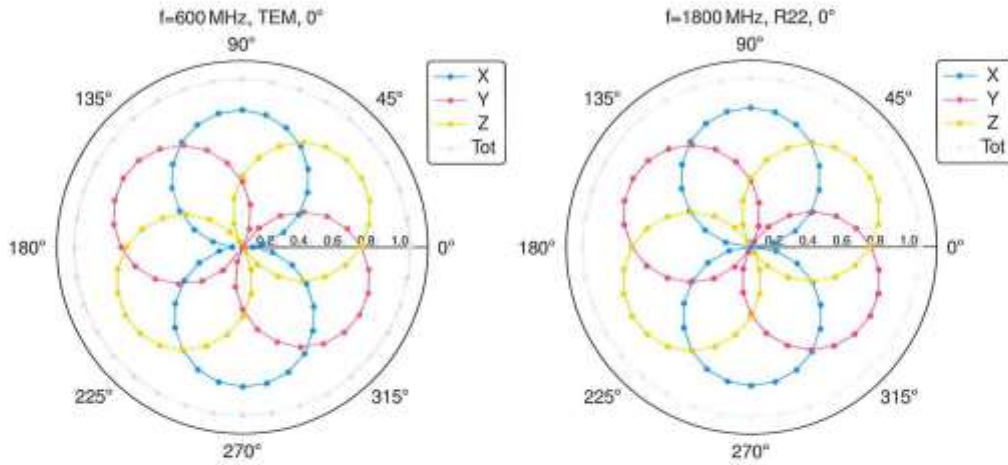 f=600 MHz, TEM, 0°
90°
135°
45°
X
Y
Z
Tot
180°
0.2 0.4 0.6 0.8 1.0
0°
225°
315°
270°
f=1800 MHz, R22, 0°
90°
135°
45°
X
Y
Z
Tot
180°
0.2 0.4 0.6 0.8 1.0
0°
225°
315°
270°